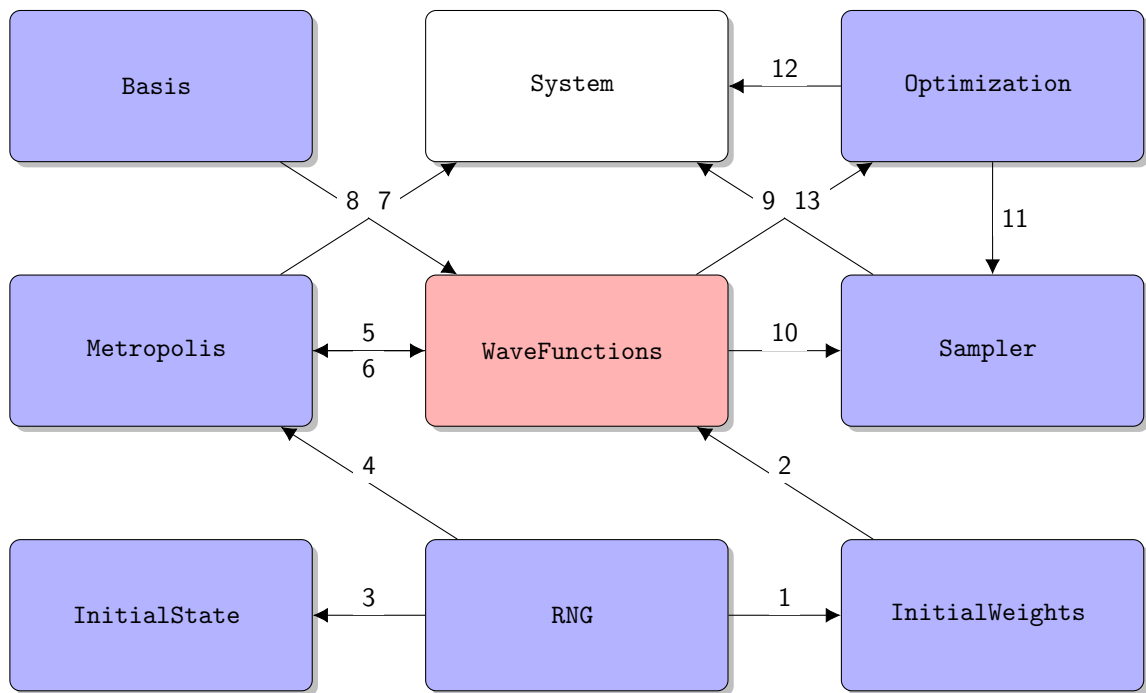 Basis
System
Optimization
12
8
7
9
13
11
Metropolis
5
6
WaveFunctions
10
Sampler
4
2
InitialState
3
RNG
1
InitialWeights